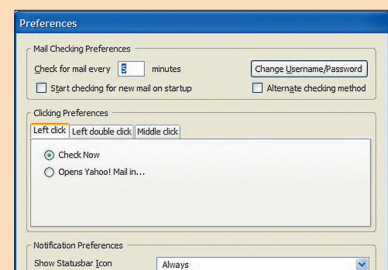 Preferences
Mail Checking Preferences
Check for mail every 5 minutes Change Username/Password
Start checking for new mail on startup Alternate checking method
Clicking Preferences
Left click Left double click Middle click
Check Now
Opens Yahoo! Mail in...
Notification Preferences
Show Statusbar Icon Always